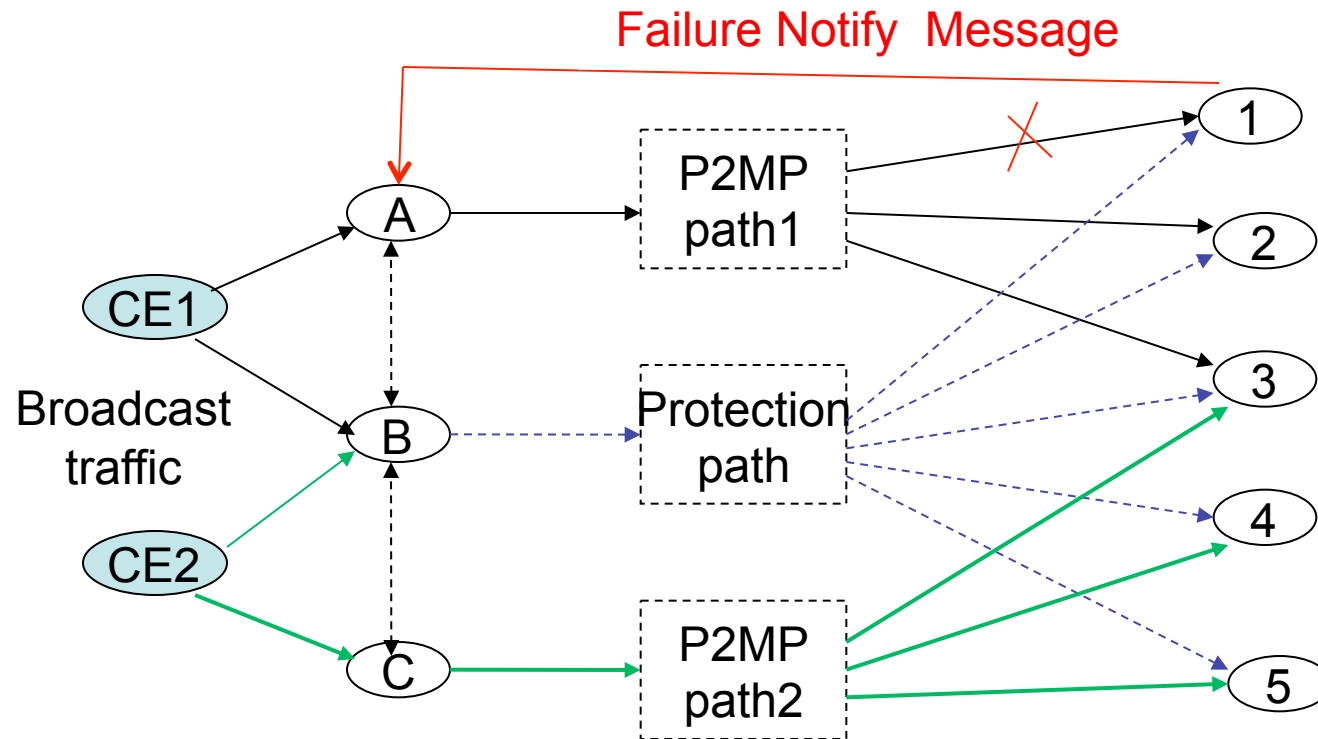 Failure Notify  Message
1
P2MP
path1
A
2
CE1
3
Protection
path
Broadcast
traffic
B
4
CE2
P2MP
path2
C
5